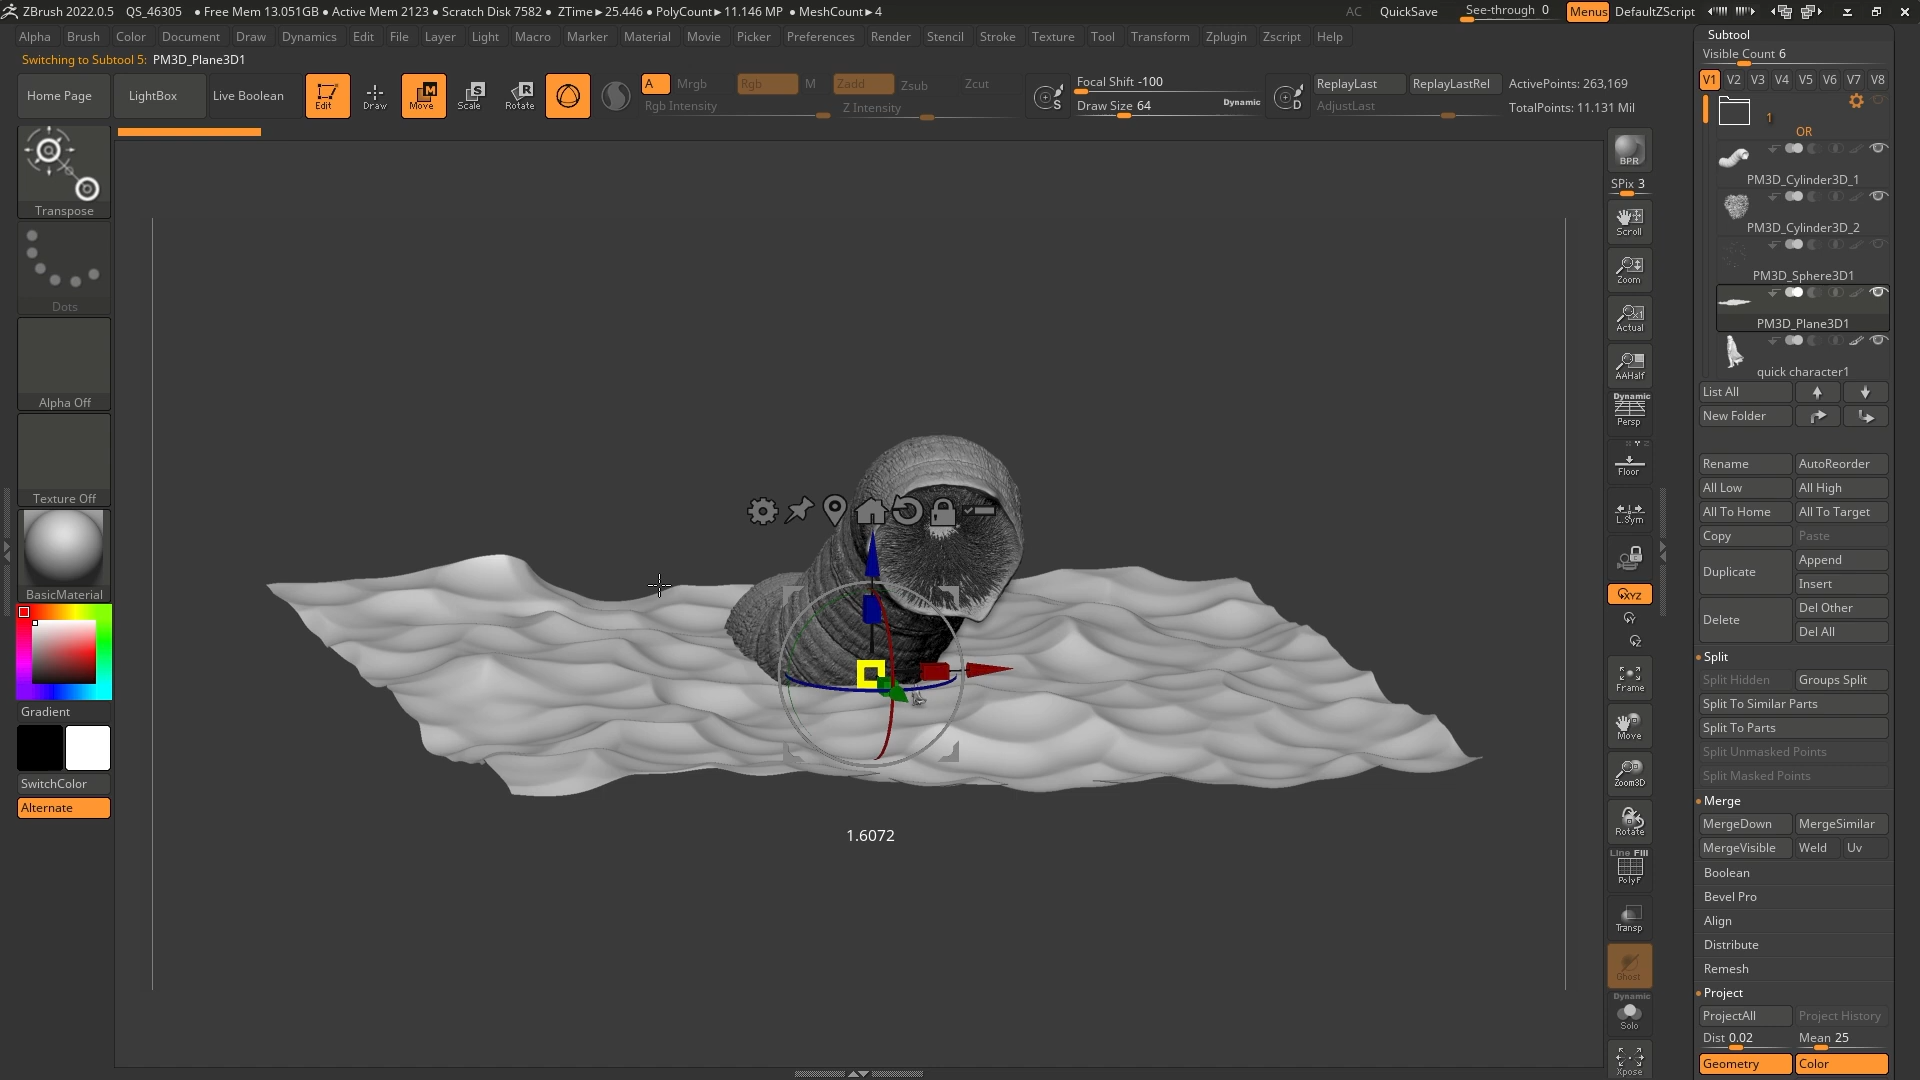 ZBrush 2022.0.5 QS_46305 • Free Mem 13.051GB • Active Mem 2123 • Scratch Disk 7582 • ZTime►25.446 • PolyCount►11.146 MP • MeshCount►4 AC QuickSave See-through 0 Menus DefaultZScript
Alpha Brush Color Document Draw Dynamics Edit File Layer Light Macro Marker Material Movie Picker Preferences Render Stencil Stroke Texture Tool Transform Zplugin Zscript Help
Switching to Subtool 5: PM3D_Plane3D1
Home Page LightBox Live Boolean Edit Draw Move Scale Rotate
A Mrgb Rgb M Zadd Zsub Zcut
Rgb Intensity Z Intensity
Focal Shift -100
Draw Size 64 Dynamic
S D
ReplayLast ReplayLastRel
AdjustLast
ActivePoints: 263,169
TotalPoints: 11.131 Mil
Transpose
Dots
Alpha Off
Texture Off
BasicMaterial
Gradient
SwitchColor
Alternate
1.6072
BPR
SPix 3
Scroll
Zoom
Actual
AAHalf
Dynamic
Persp
Floor
L.Sym
XYZ
Y
Z
Frame
Move
Zoom3D
Rotate
Line Fill
PolyF
Transp
Ghost
Dynamic
Solo
Xpose
Subtool
Visible Count 6
V1 V2 V3 V4 V5 V6 V7 V8
1
OR
PM3D_Cylinder3D_1
PM3D_Cylinder3D_2
PM3D_Sphere3D1
PM3D_Plane3D1
quick character1
List All
New Folder
Rename AutoReorder
All Low All High
All To Home All To Target
Copy Paste
Duplicate Append
Insert
Delete Del Other
Del All
Split
Split Hidden Groups Split
Split To Similar Parts
Split To Parts
Split Unmasked Points
Split Masked Points
Merge
MergeDown MergeSimilar
MergeVisible Weld Uv
Boolean
Bevel Pro
Align
Distribute
Remesh
Project
ProjectAll Project History
Dist 0.02 Mean 25
Geometry Color